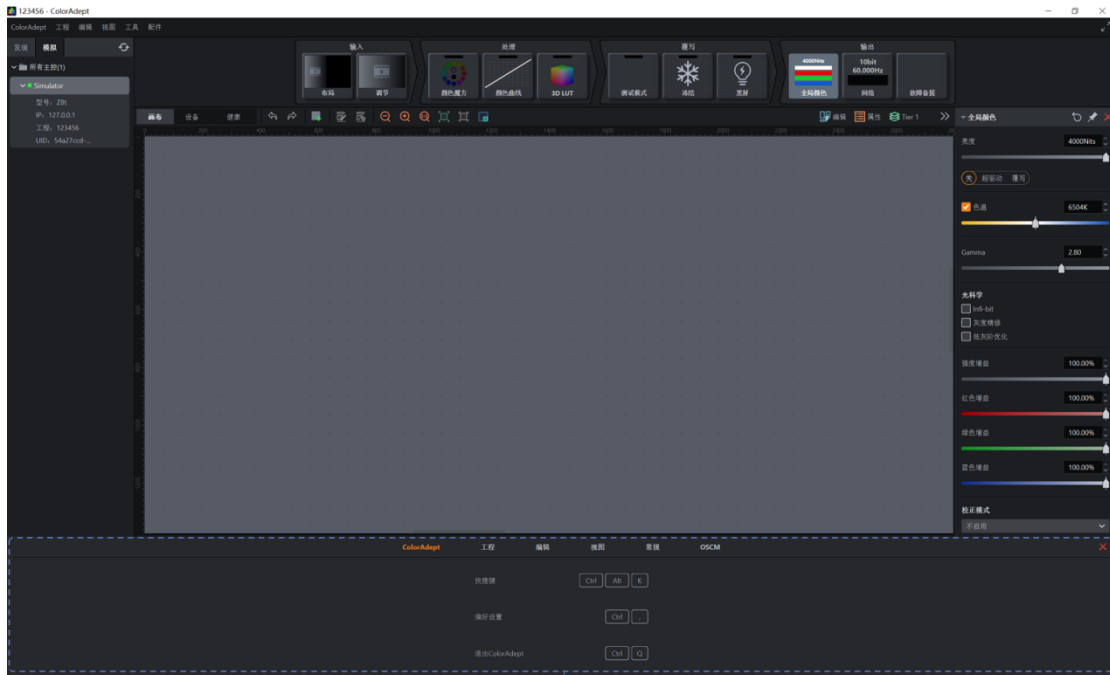 123456 - ColorAdept
ColorAdept 工程 编辑 视图 工具 配件
发现 模拟
所有主控(1)
Simulator
型号: Z8t
IP: 127.0.0.1
工程: 123456
UID: 54a27ccd-...
输入
布局 调节
处理
颜色魔方 颜色曲线 3D LUT
覆写
测试模式 冻结 黑屏
输出
4000Nits
10bit
60.000Hz
全局颜色 网络 故障备援
画布 设备 健康
编辑 属性 Tier 1
全局颜色
亮度 4000Nits
关 超驱动 覆写
色温 6504K
Gamma 2.80
光科学
Infi-bit
灰度精修
低灰阶优化
强度增益 100.00%
红色增益 100.00%
绿色增益 100.00%
蓝色增益 100.00%
校正模式
不启用
ColorAdept 工程 编辑 视图 常规 OSCM
快捷键 Ctrl Alt K
偏好设置 Ctrl ,
退出ColorAdept Ctrl Q